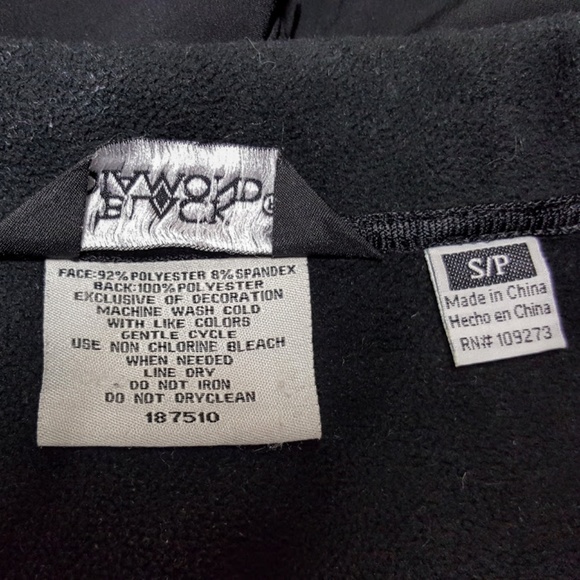 BLACK
DIAMOND®
FACE:92% POLYESTER 8% SPANDEX
BACK:100% POLYESTER
EXCLUSIVE OF DECORATION
MACHINE WASH COLD
WITH LIKE COLORS
GENTLE CYCLE
USE NON CHLORINE BLEACH
WHEN NEEDED
LINE DRY
DO NOT IRON
DO NOT DRYCLEAN
187510
S/P
Made in China
Hecho en China
RN# 109273